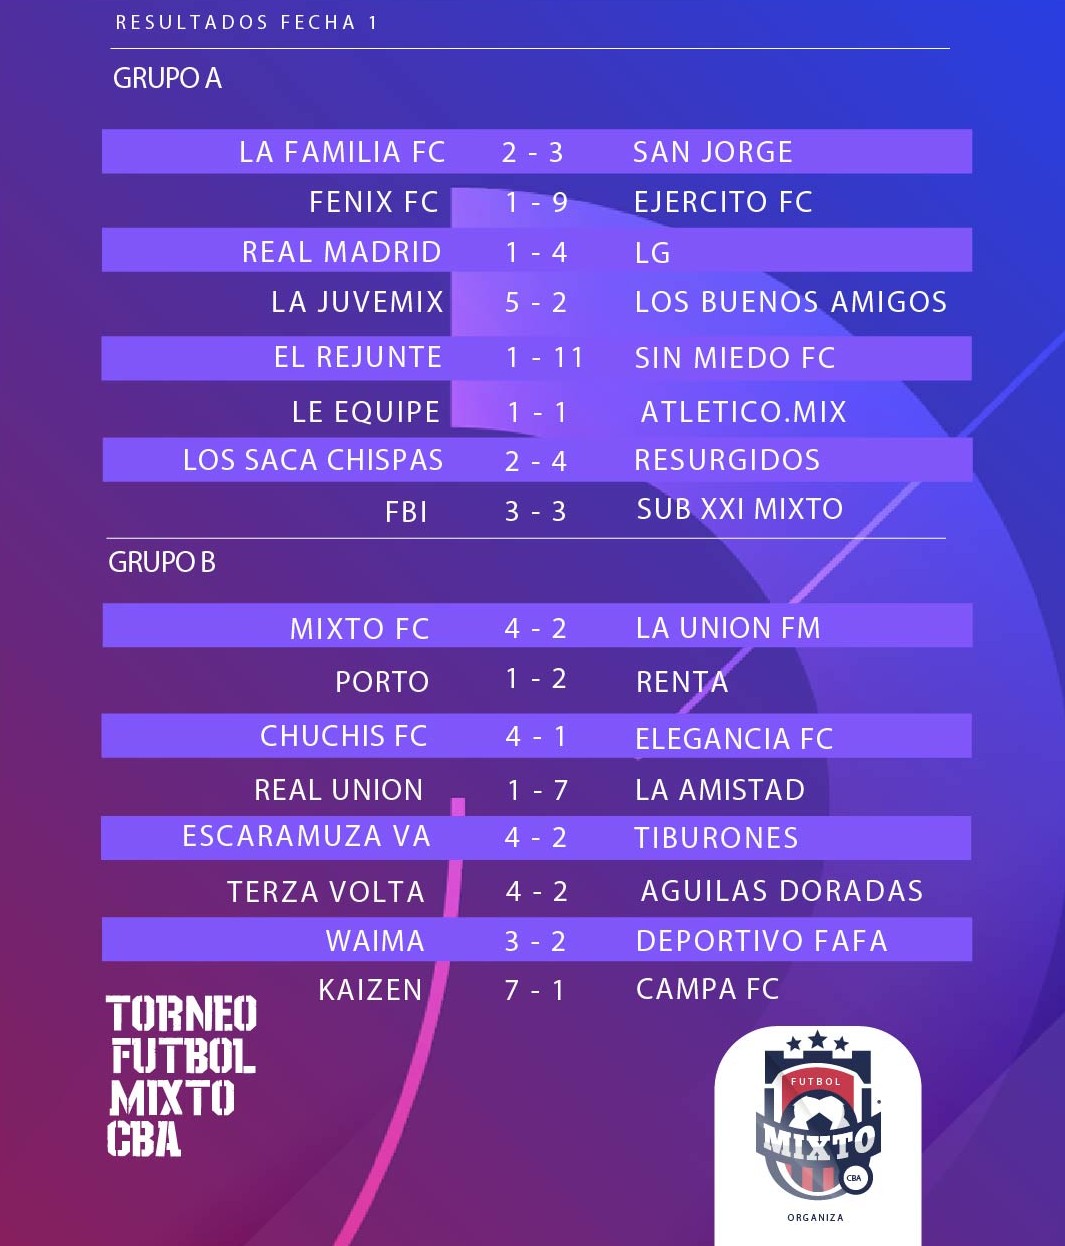 RESULTADOS FECHA 1
GRUPO A
LA FAMILIA FC 2 - 3 SAN JORGE
FENIX FC 1 - 9 EJERCITO FC
REAL MADRID 1 - 4 LG
LA JUVEMIX 5 - 2 LOS BUENOS AMIGOS
EL REJUNTE 1 - 11 SIN MIEDO FC
LE EQUIPE 1 - 1 ATLETICO.MIX
LOS SACA CHISPAS 2 - 4 RESURGIDOS
FBI 3 - 3 SUB XXI MIXTO
GRUPO B
MIXTO FC 4 - 2 LA UNION FM
PORTO 1 - 2 RENTA
CHUCHIS FC 4 - 1 ELEGANCIA FC
REAL UNION 1 - 7 LA AMISTAD
ESCARAMUZA VA 4 - 2 TIBURONES
TERZA VOLTA 4 - 2 AGUILAS DORADAS
WAIMA 3 - 2 DEPORTIVO FAFA
KAIZEN 7 - 1 CAMPA FC
TORNEO
FUTBOL
MIXTO
CBA
FUTBOL
MIXTO
CBA
ORGANIZA